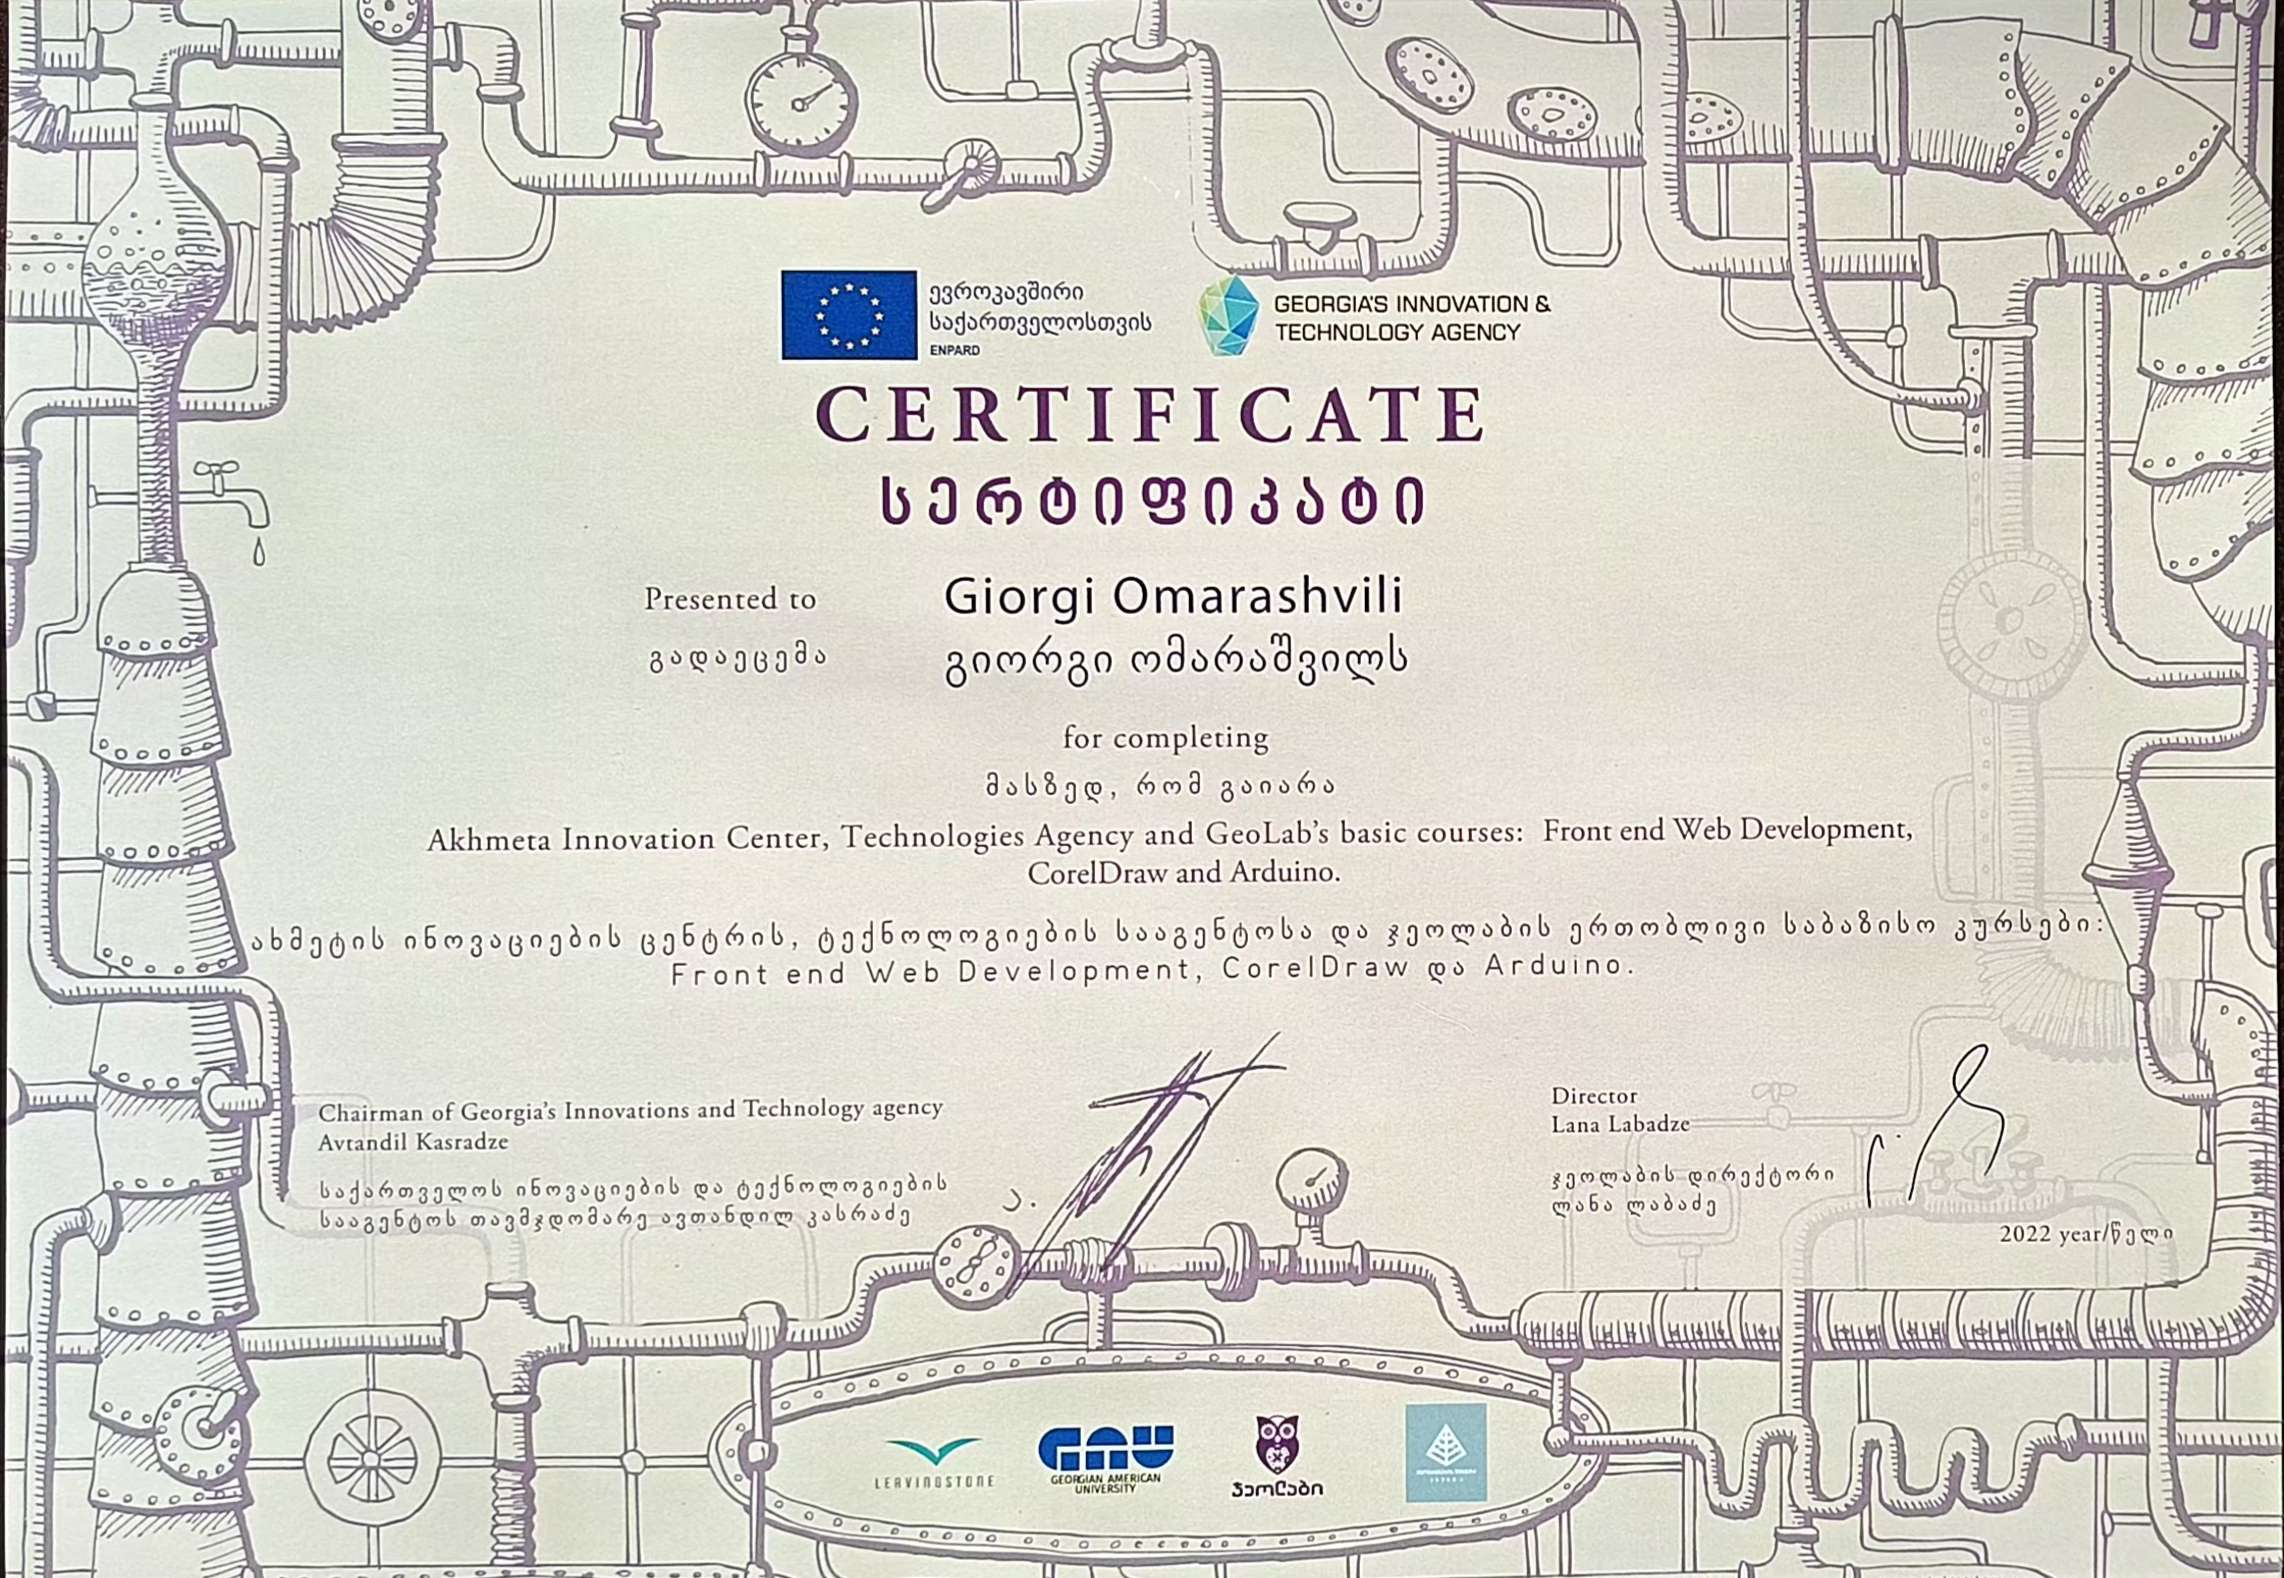 ევროკავშირი
საქართველოსთვის
ENPARD
GEORGIA'S INNOVATION &
TECHNOLOGY AGENCY
CERTIFICATE
სერტიფიკატი
Presented to
Giorgi Omarashvili
გადაეცემა
გიორგი ომარაშვილს
for completing
მასზედ, რომ გაიარა
Akhmeta Innovation Center, Technologies Agency and GeoLab's basic courses: Front end Web Development,
CorelDraw and Arduino.
ახმეტის ინოვაციების ცენტრის, ტექნოლოგიების სააგენტოსა და ჯეოლაბის ერთობლივი საბაზისო კურსები:
Front end Web Development, CorelDraw და Arduino.
Chairman of Georgia's Innovations and Technology agency
Avtandil Kasradze
საქართველოს ინოვაციების და ტექნოლოგიების
სააგენტოს თავმჯდომარე ავთანდილ კასრაძე
Director
Lana Labadze
ჯეოლაბის დირექტორი
ლანა ლაბაძე
2022 year/წელი
LEAVINGSTONE
GAU
GEORGIAN AMERICAN
UNIVERSITY
ჯეოლაბი